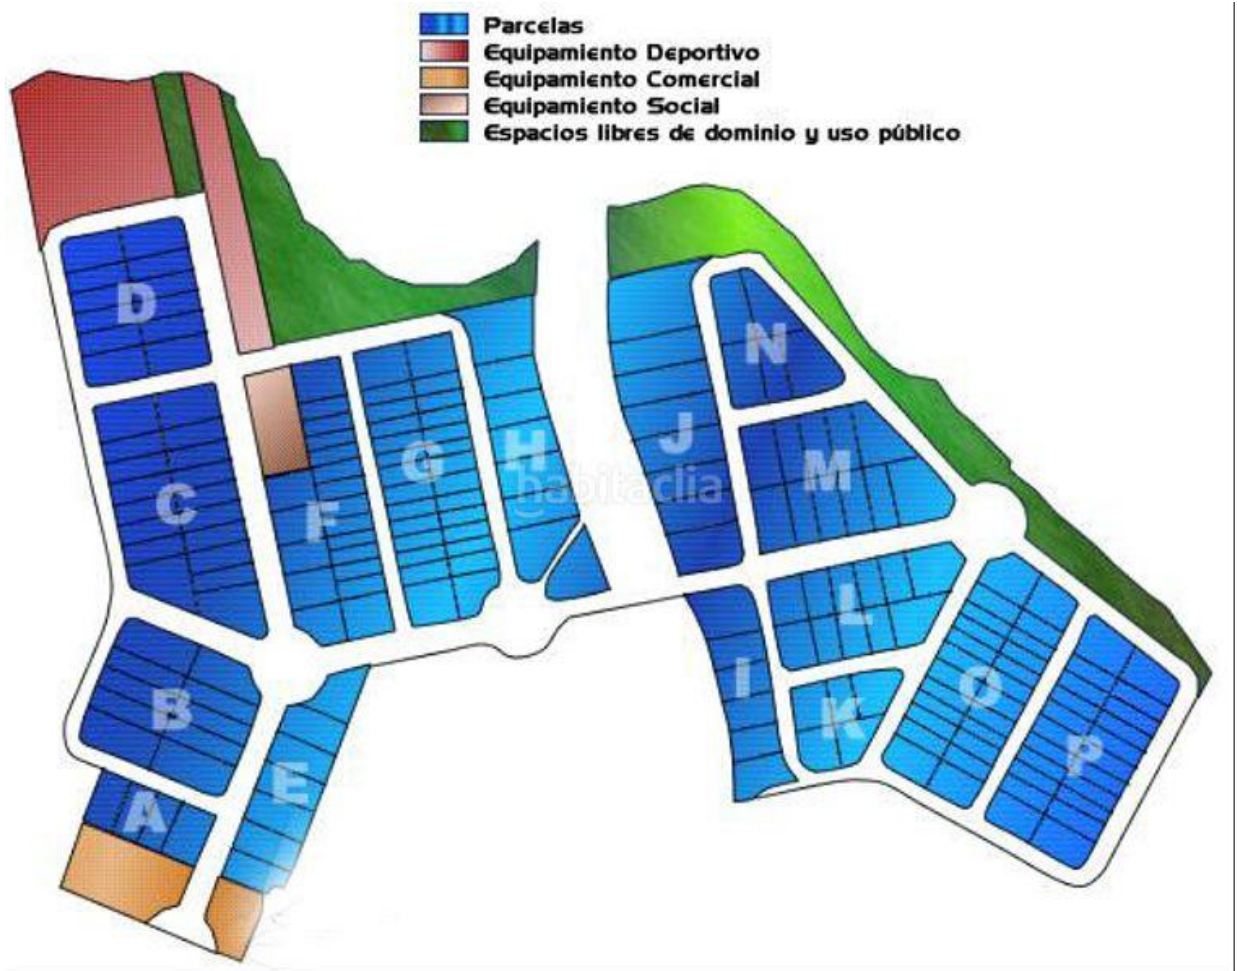 Parcelas
Equipamiento Deportivo
Equipamiento Comercial
Equipamiento Social
Espacios libres de dominio y uso público
N
D
J
G
H
M
C
F
L
I
O
B
K
P
E
A
habitaclia